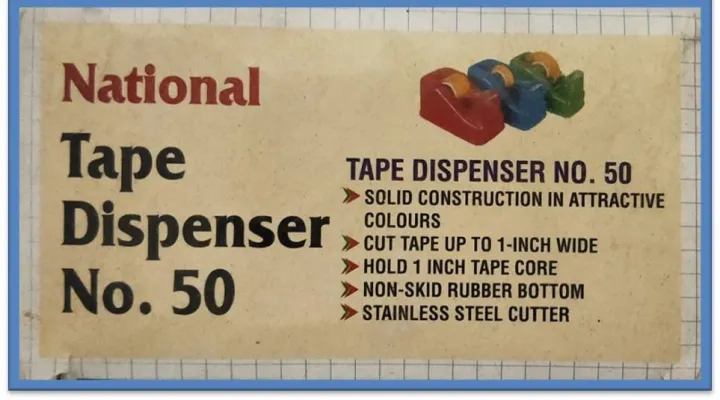 National
Tape
Dispenser
No. 50
TAPE DISPENSER NO. 50
SOLID CONSTRUCTION IN ATTRACTIVE
COLOURS
CUT TAPE UP TO 1-INCH WIDE
HOLD 1 INCH TAPE CORE
NON-SKID RUBBER BOTTOM
STAINLESS STEEL CUTTER